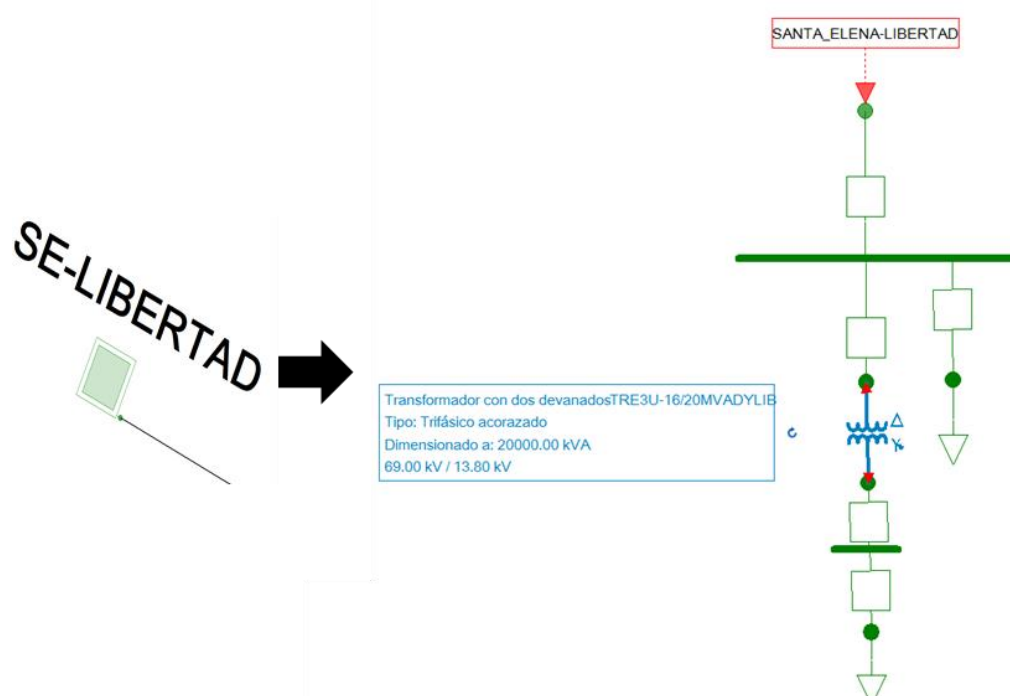 SANTA_ELENA-LIBERTAD
SE-LIBERTAD
Transformador con dos devanadosTRE3U-16/20MVADYLIB
Tipo: Trifásico acorazado
Dimensionado a: 20000.00 kVA
69.00 kV / 13.80 kV